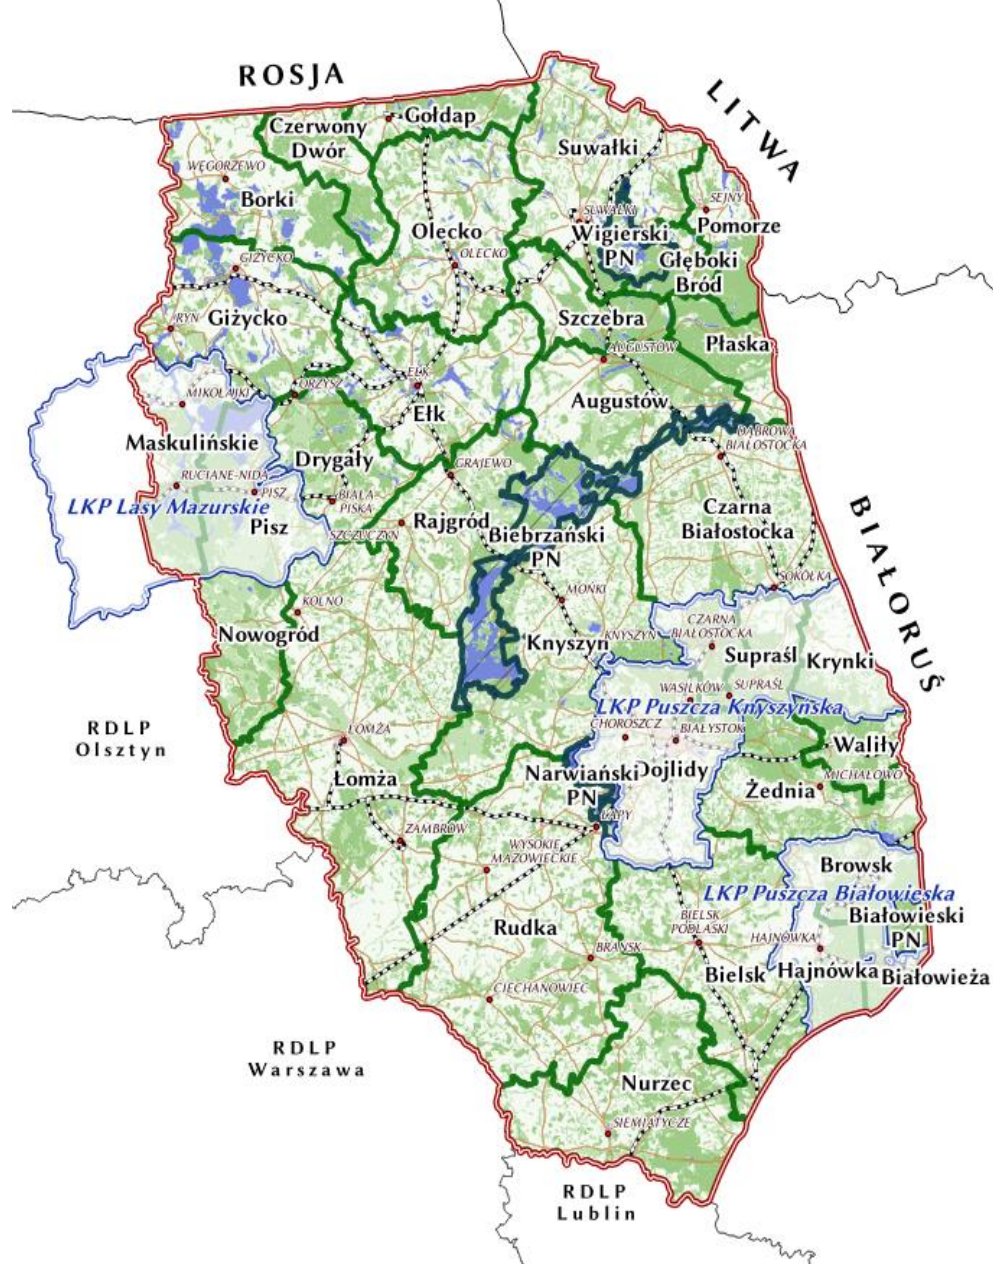 ROSJA
LITWA
Gołdap
Czerwony
Dwór
Suwałki
WĘGORZEWO
Borki
SEJNY
SUWAŁKI
Pomorze
Olecko
Wigierski
PN
OLECKO
Głęboki
Bród
GIŻYCKO
RYN
Giżycko
Szczebra
Płaska
AUGUSTÓW
EŁK
ORZYSZ
MIKOŁAJKI
Ełk
Augustów
Maskulińskie
DĄBROWA
BIAŁOSTOCKA
Drygały
GRAJEWO
RUCIANE-NIDA
PISZ
BIAŁA
PISKA
LKP Lasy Mazurskie
Pisz
SZCZUCZYN
Rajgród
Biebrzański
PN
Czarna
Białostocka
BIAŁORUŚ
SOKÓŁKA
MOŃKI
KOLNO
Nowogród
Knyszyn
KNYSZYN
CZARNA
BIAŁOSTOCKA
Supraśl
Krynki
WASILKÓW
SUPRAŚL
LKP Puszcza Knyszyńska
CHOROSZCZ
BIAŁYSTOK
RDLP
Olsztyn
ŁOMŻA
Waliły
Łomża
Narwiański
PN
Dojlidy
MICHAŁOWO
Żednia
ŁAPY
ZAMBRÓW
WYSOKIE
MAZOWIECKIE
Browsk
LKP Puszcza Białowieska
Białowieski
PN
BIELSK
PODLASKI
Rudka
HAJNÓWKA
BRAŃSK
Bielsk
Hajnówka
Białowieża
CIECHANOWIEC
RDLP
Warszawa
Nurzec
SIEMIATYCZE
RDLP
Lublin